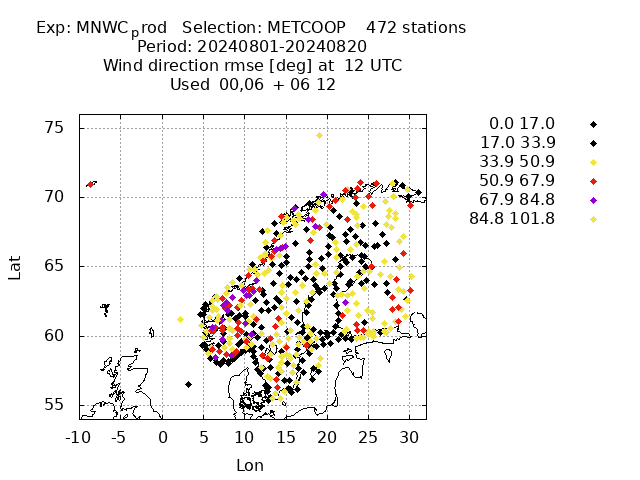 Exp: MNWC_prod   Selection: METCOOP    472 stations
Period: 20240801-20240820
Wind direction rmse [deg] at  12 UTC
Used  00,06  + 06 12
0.0 17.0
17.0 33.9
33.9 50.9
50.9 67.9
67.9 84.8
84.8 101.8
75
70
65
60
55
Lat
-10 -5 0 5 10 15 20 25 30
Lon